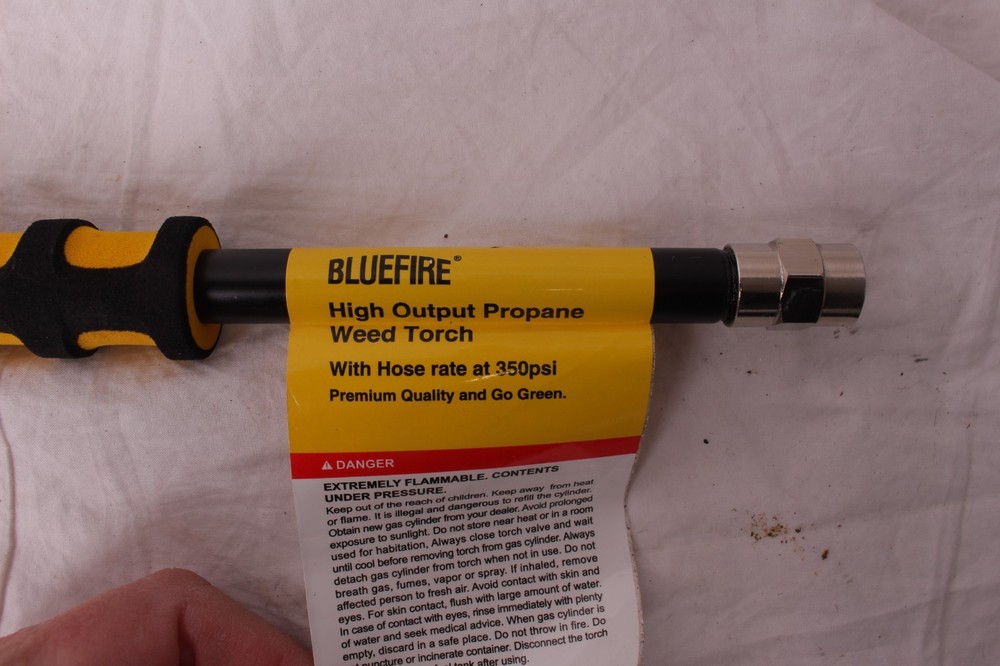 BLUEFIRE®
High Output Propane
Weed Torch
With Hose rate at 350psi
Premium Quality and Go Green.
⚠ DANGER
EXTREMELY FLAMMABLE. CONTENTS
UNDER PRESSURE.
Keep out of the reach of children. Keep away from heat
or flame. It is illegal and dangerous to refill the cylinder.
Obtain new gas cylinder from your dealer. Avoid prolonged
exposure to sunlight. Do not store near heat or in a room
used for habitation, Always close torch valve and wait
until cool before removing torch from gas cylinder. Always
detach gas cylinder from torch when not in use. Do not
breath gas, fumes, vapor or spray. If inhaled, remove
affected person to fresh air. Avoid contact with skin and
eyes. For skin contact, flush with large amount of water.
In case of contact with eyes, rinse immediately with plenty
of water and seek medical advice. When gas cylinder is
empty, discard in a safe place. Do not throw in fire. Do
puncture or incinerate container. Disconnect the torch
tank after using.